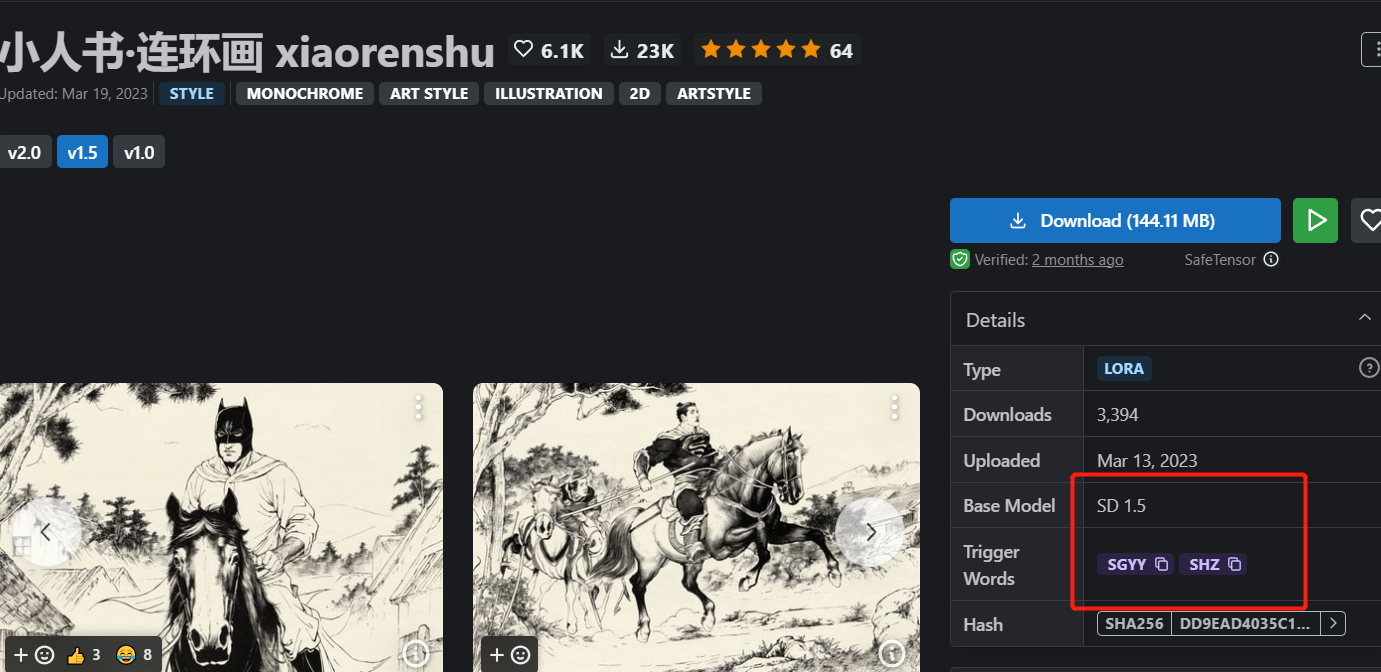 小人书·连环画 xiaorenshu 6.1K 23K 64
Updated: Mar 19, 2023 STYLE MONOCHROME ART STYLE ILLUSTRATION 2D ARTSTYLE
v2.0 v1.5 v1.0
Download (144.11 MB)
Verified: 2 months ago SafeTensor
Details
Type LORA
Downloads 3,394
Uploaded Mar 13, 2023
Base Model SD 1.5
Trigger
Words SGYY SHZ
Hash SHA256 DD9EAD4035C1...
3 8